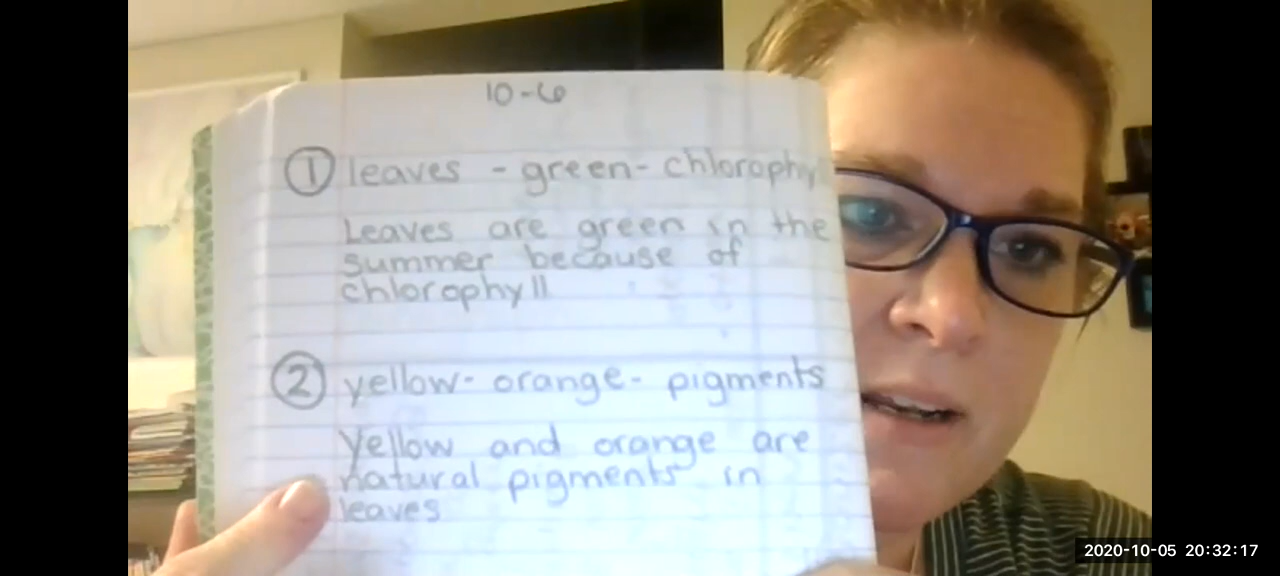 10-6
① leaves - green- chlorophy
Leaves are green in the
summer because of
chlorophyll
② yellow- orange- pigments
Yellow and orange are
natural pigments in
leaves
2020-10-05 20:32:17